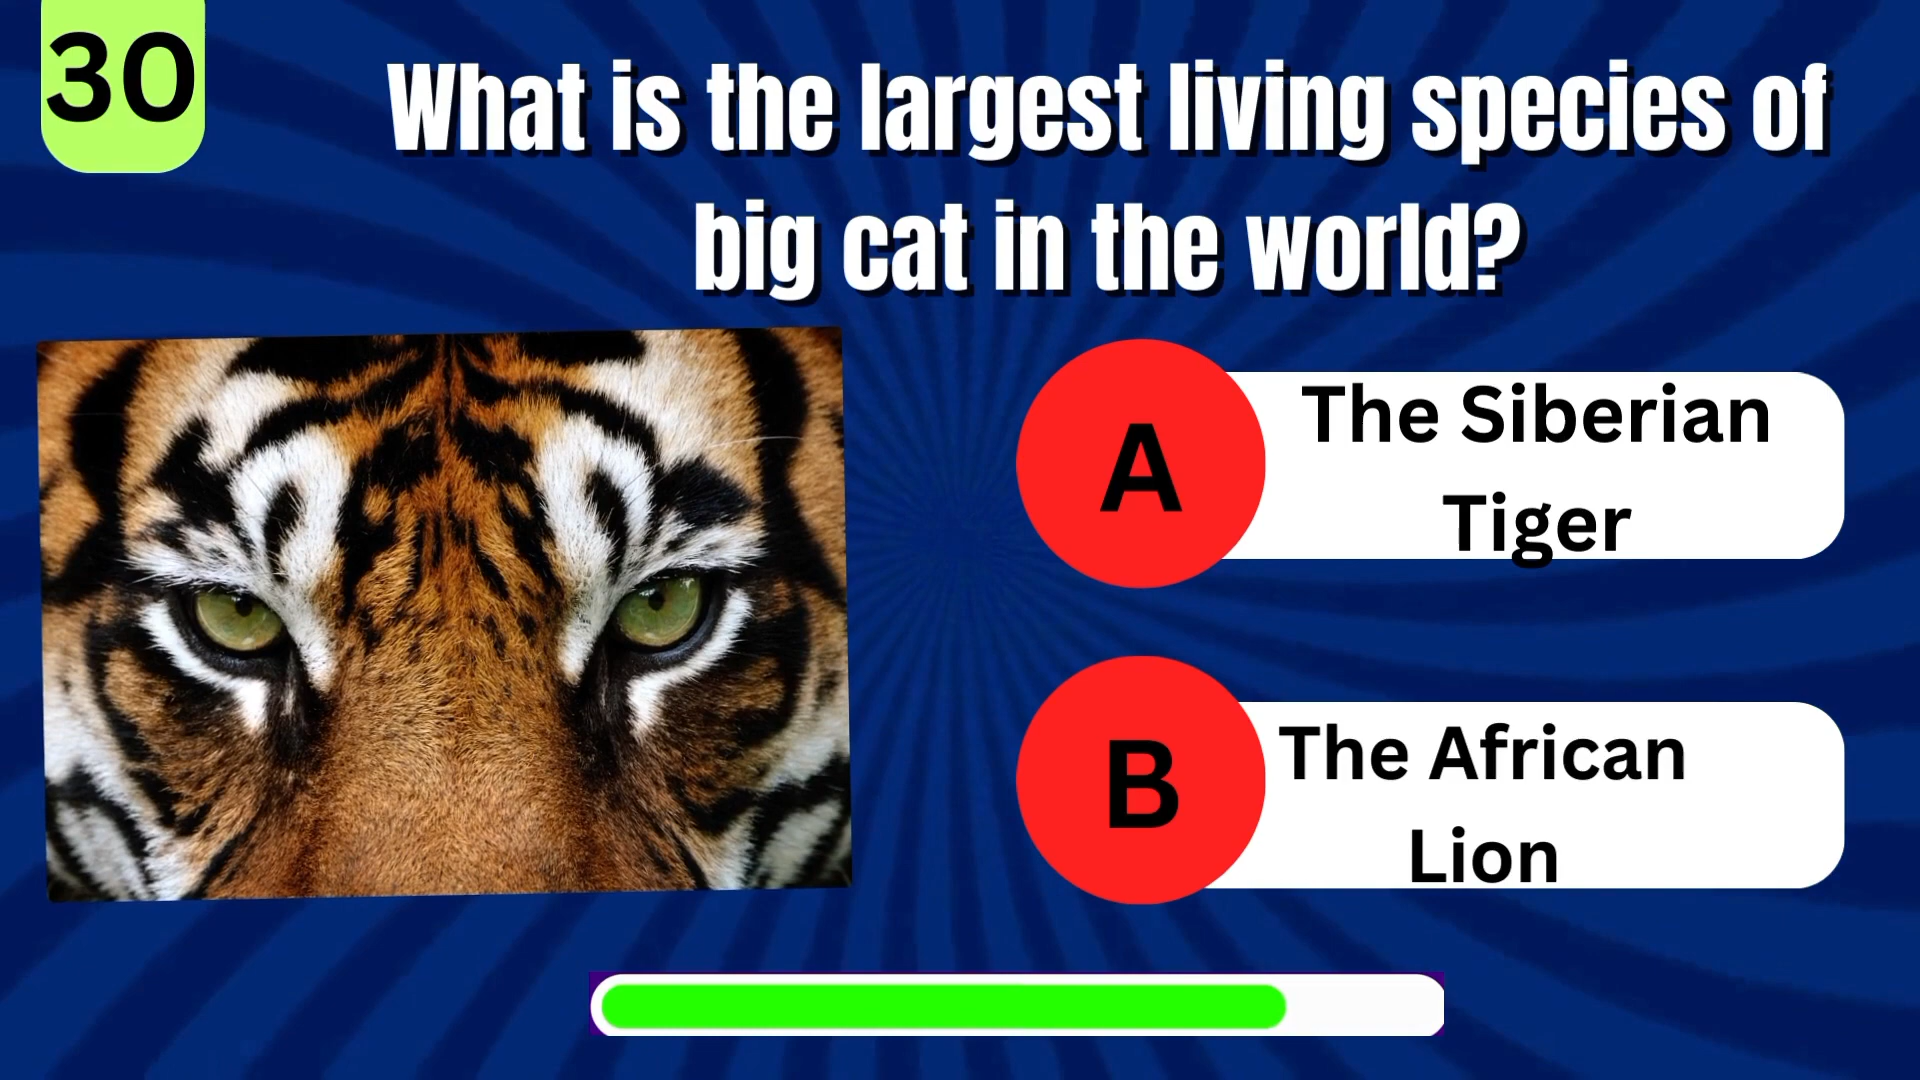 30
What is the largest living species of
big cat in the world?
A
The Siberian
Tiger
B
The African
Lion